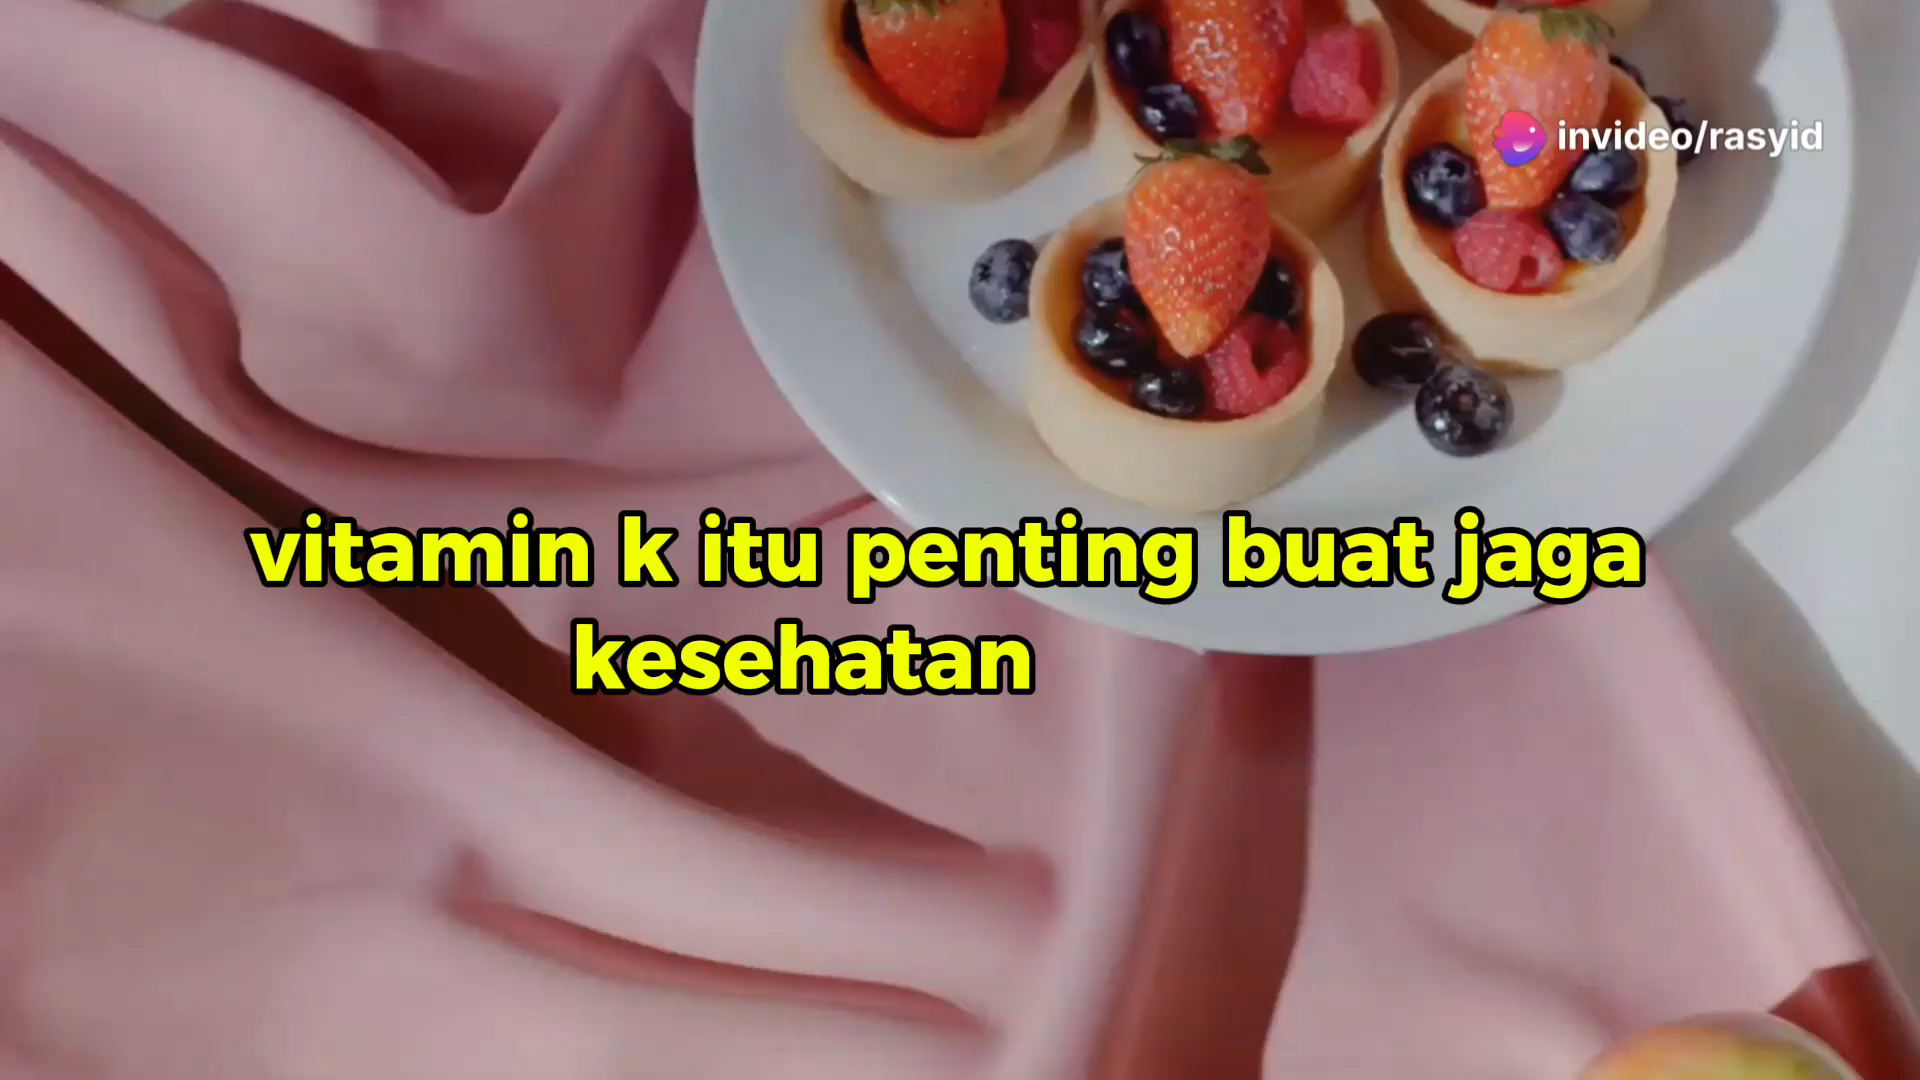 invideo/rasyid
vitamin k itu penting buat jaga
kesehatan